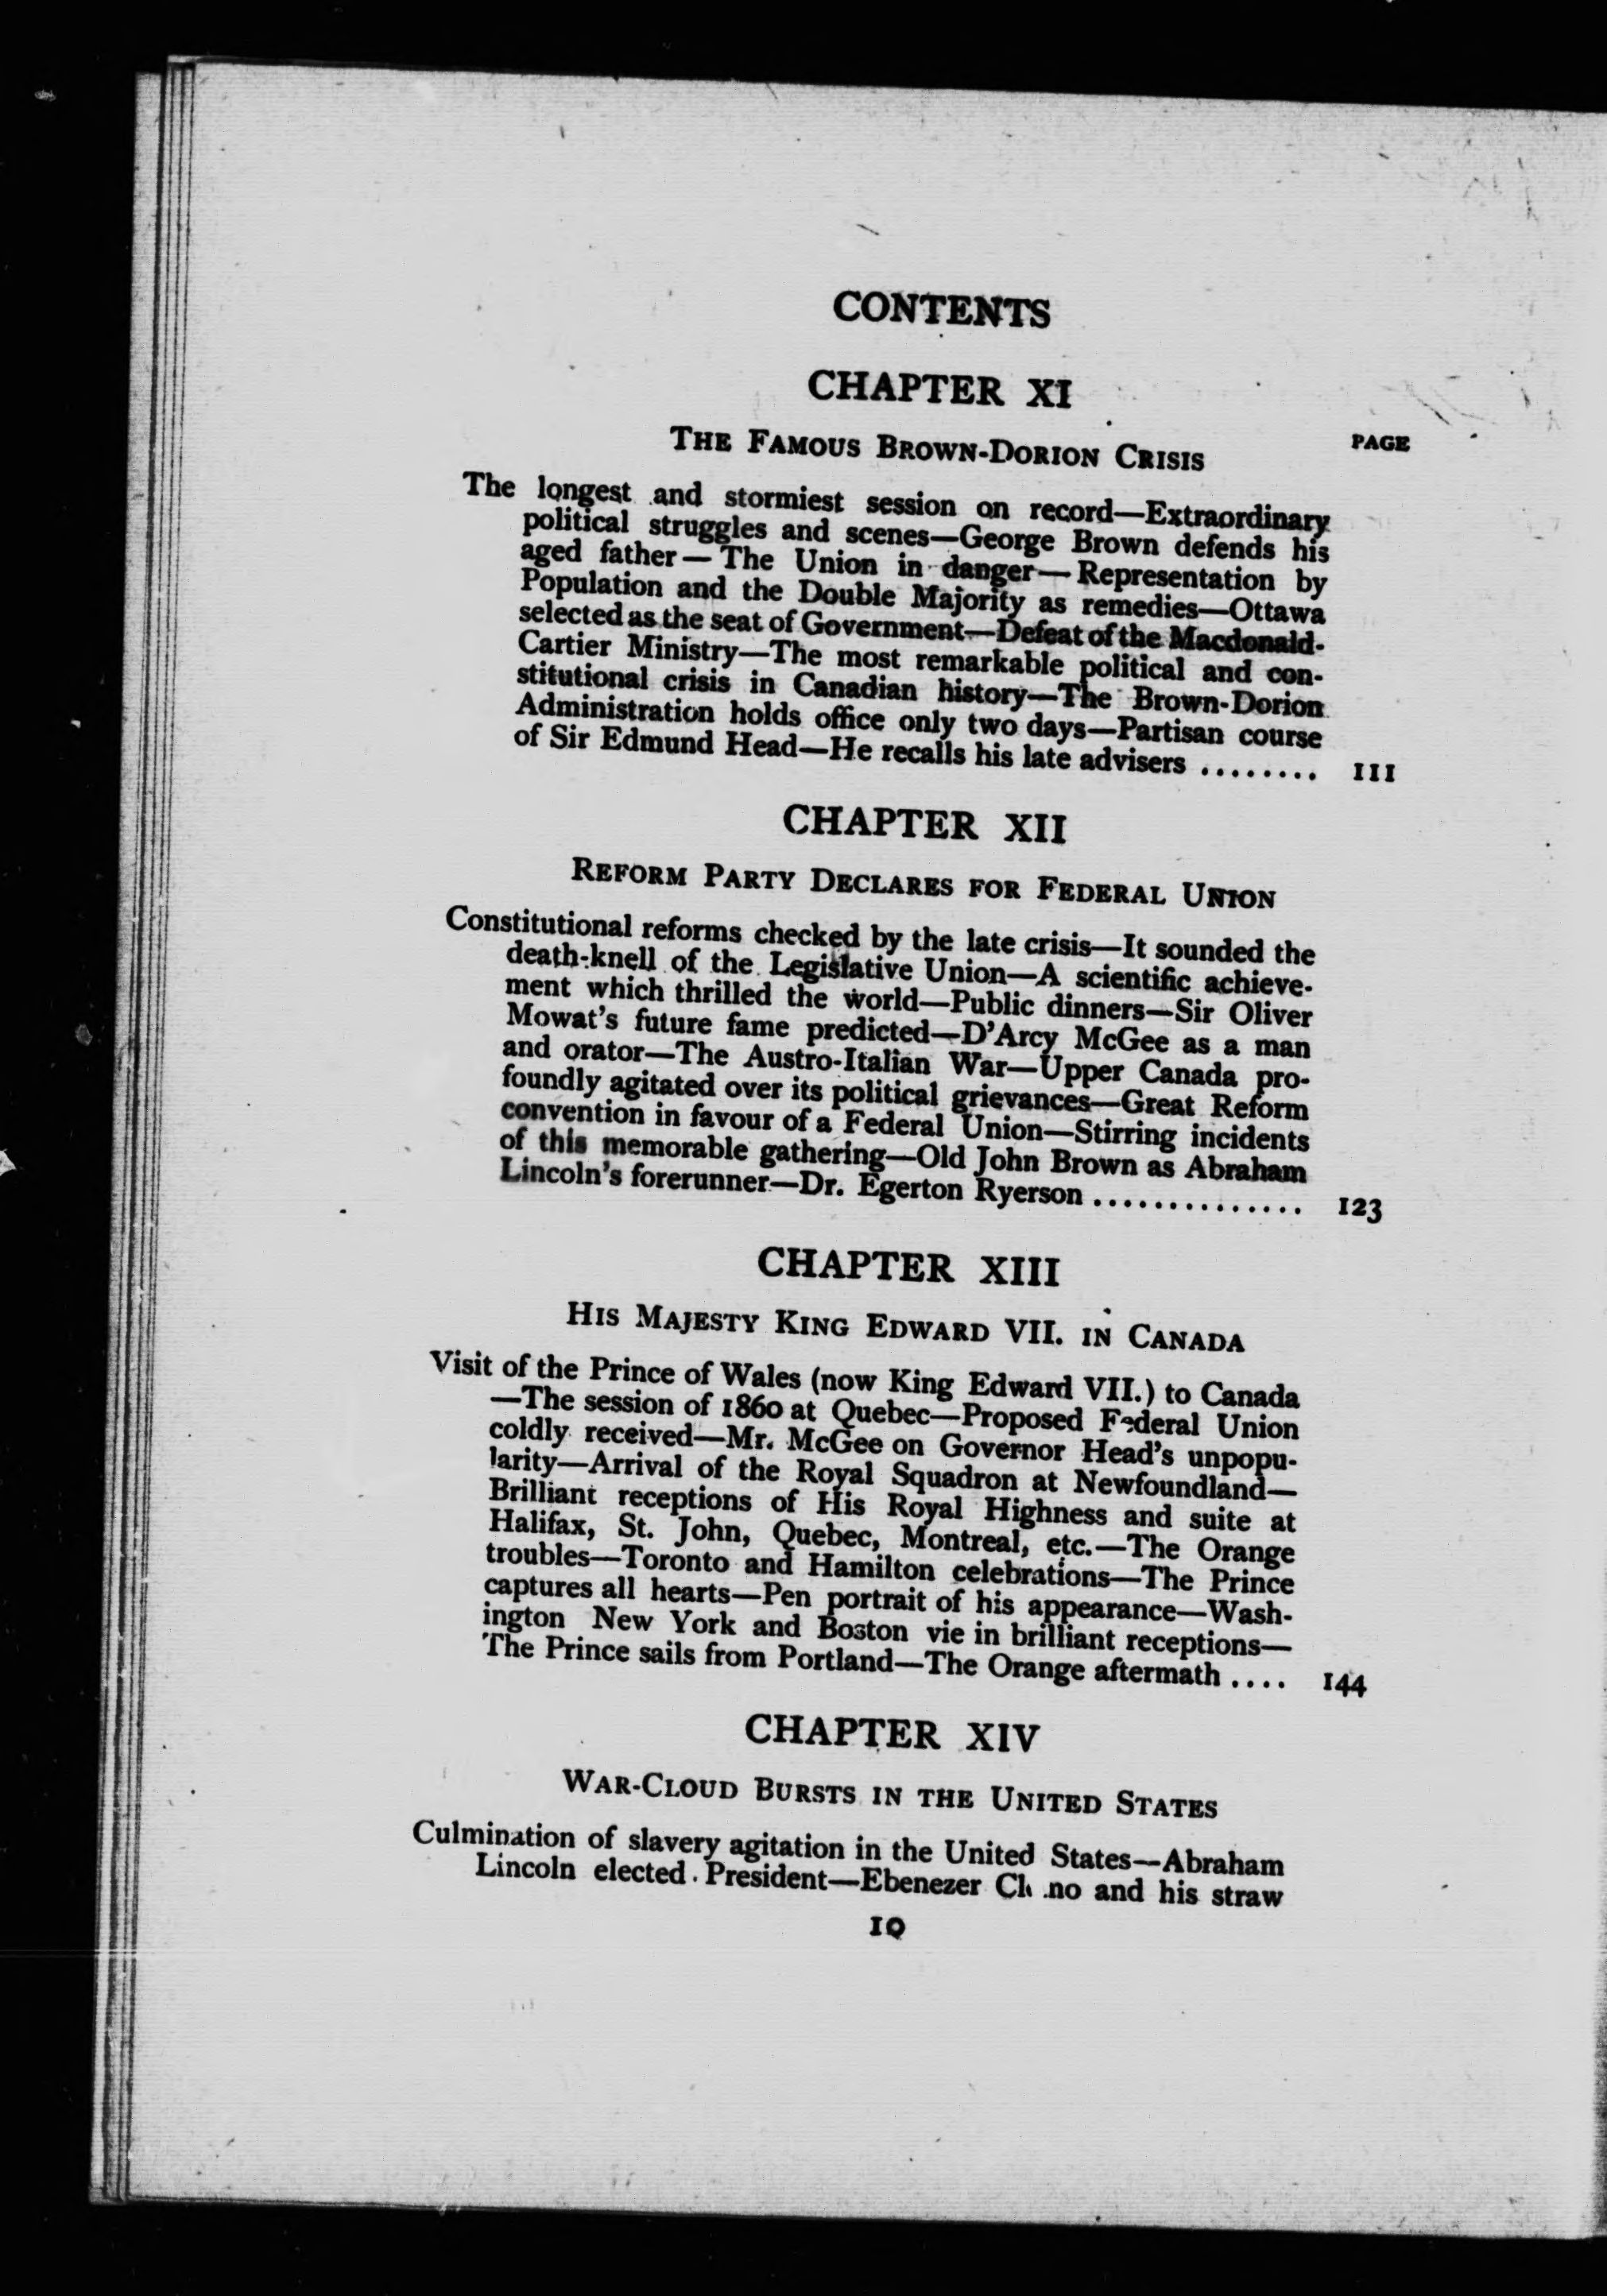 CONTENTS
CHAPTER XI
PAGE
THE FAMOUS BROWN-DORION CRISIS
The longest and stormiest session on record—Extraordinary
political struggles and scenes—George Brown defends his
aged father—The Union in danger—Representation by
Population and the Double Majority as remedies—Ottawa
selected as the seat of Government—Defeat of the Macdonald-
Cartier Ministry—The most remarkable political and con-
stitutional crisis in Canadian history—The Brown-Dorion
Administration holds office only two days—Partisan course
of Sir Edmund Head—He recalls his late advisers ........ 111
CHAPTER XII
REFORM PARTY DECLARES FOR FEDERAL UNION
Constitutional reforms checked by the late crisis—It sounded the
death-knell of the Legislative Union—A scientific achieve-
ment which thrilled the world—Public dinners—Sir Oliver
Mowat's future fame predicted—D'Arcy McGee as a man
and orator—The Austro-Italian War—Upper Canada pro-
foundly agitated over its political grievances—Great Reform
convention in favour of a Federal Union—Stirring incidents
of this memorable gathering—Old John Brown as Abraham
Lincoln's forerunner—Dr. Egerton Ryerson .............. 123
CHAPTER XIII
HIS MAJESTY KING EDWARD VII. IN CANADA
Visit of the Prince of Wales (now King Edward VII.) to Canada
—The session of 1860 at Quebec—Proposed Federal Union
coldly received—Mr. McGee on Governor Head's unpopu-
larity—Arrival of the Royal Squadron at Newfoundland—
Brilliant receptions of His Royal Highness and suite at
Halifax, St. John, Quebec, Montreal, etc.—The Orange
troubles—Toronto and Hamilton celebrations—The Prince
captures all hearts—Pen portrait of his appearance—Wash-
ington New York and Boston vie in brilliant receptions—
The Prince sails from Portland—The Orange aftermath .... 144
CHAPTER XIV
WAR-CLOUD BURSTS IN THE UNITED STATES
Culmination of slavery agitation in the United States—Abraham
Lincoln elected President—Ebenezer and his straw
10